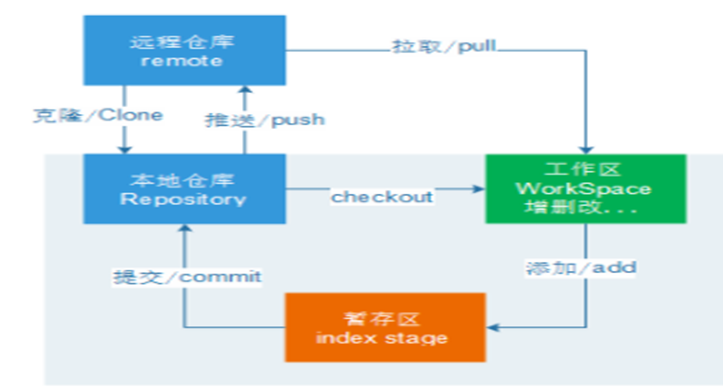 远程仓库
remote
拉取/pull
克隆/Clone
推送/push
本地仓库
Repository
checkout
工作区
WorkSpace
增删改...
提交/commit
添加/add
暂存区
index stage